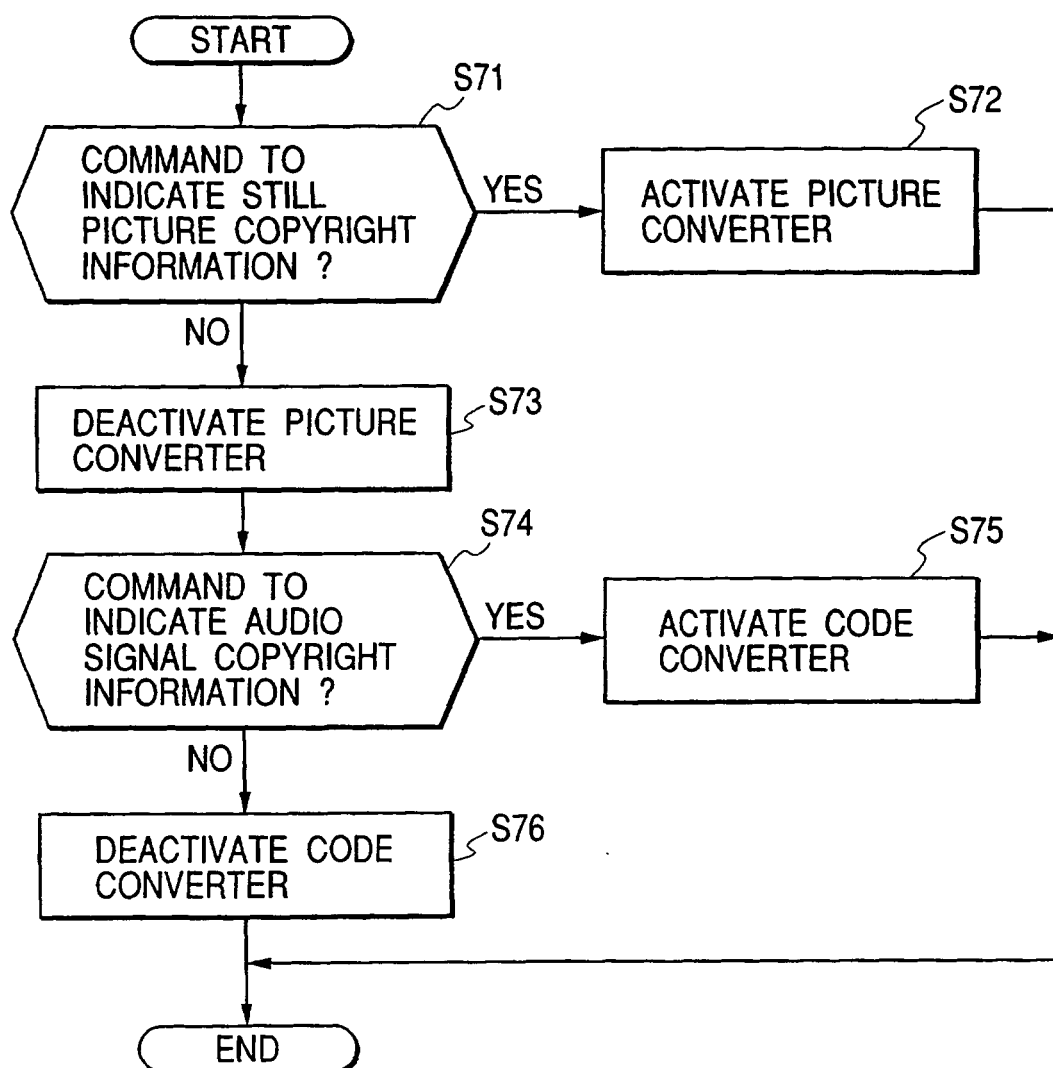 START
S71
COMMAND TO
INDICATE STILL
PICTURE COPYRIGHT
INFORMATION ?
YES
S72
ACTIVATE PICTURE
CONVERTER
NO
S73
DEACTIVATE PICTURE
CONVERTER
S74
COMMAND TO
INDICATE AUDIO
SIGNAL COPYRIGHT
INFORMATION ?
YES
S75
ACTIVATE CODE
CONVERTER
NO
S76
DEACTIVATE CODE
CONVERTER
END